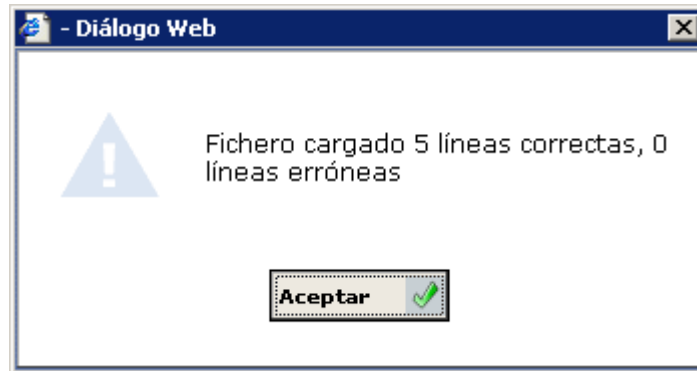 - Diálogo Web
Fichero cargado 5 líneas correctas, 0
líneas erróneas
Aceptar